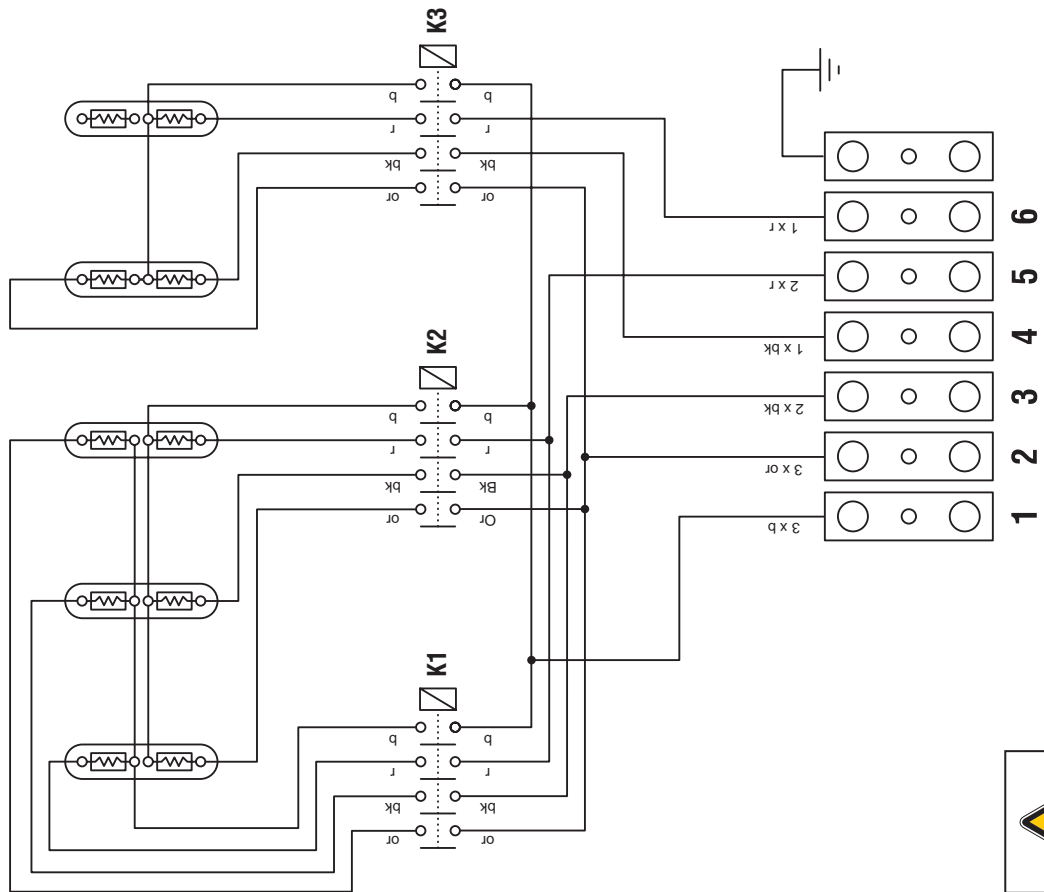 K3
b b
r r
bk bk
or or
K2
b b
r r
bk Bk
or Or
K1
b b
r r
bk bk
or or
1 x r
6
2 x r
5
1 x bk
4
2 x bk
3
3 x or
2
3 x b
1